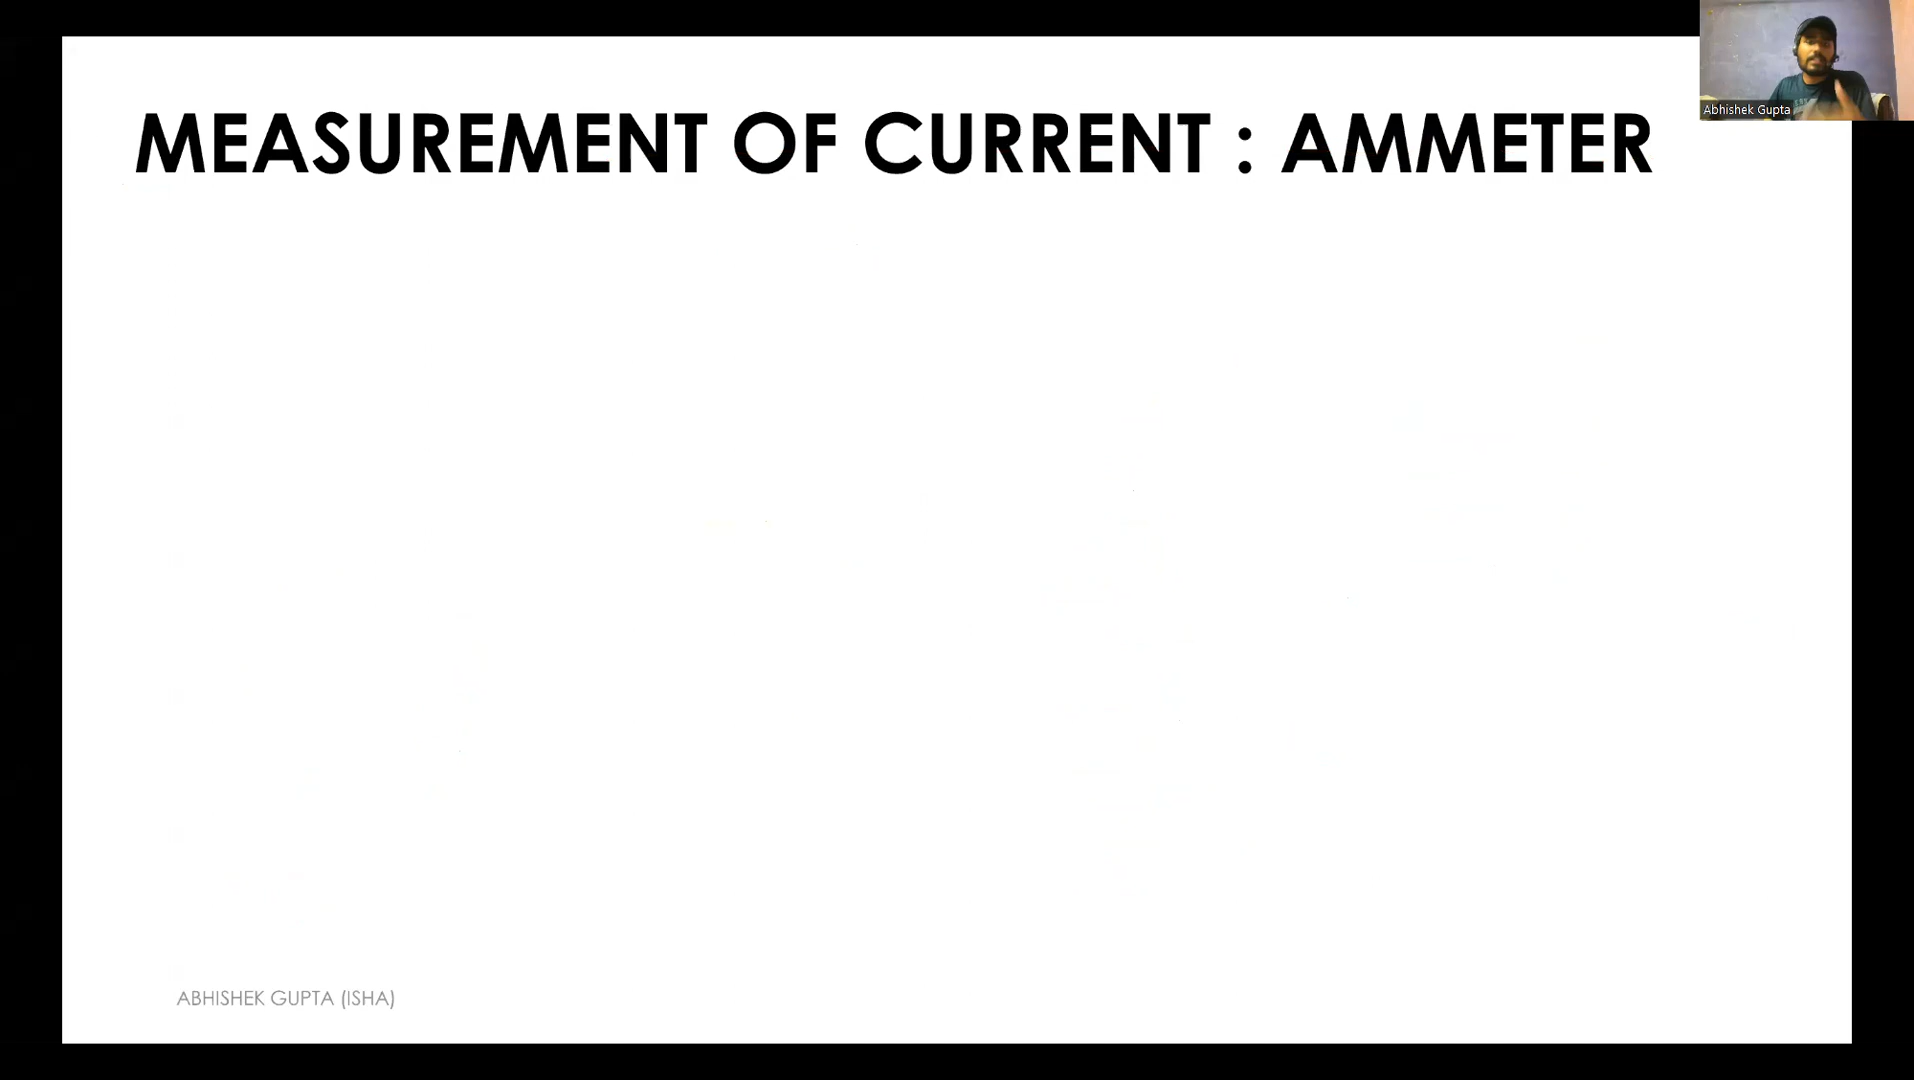 MEASUREMENT OF CURRENT : AMMETER
Abhishek Gupta
ABHISHEK GUPTA (ISHA)